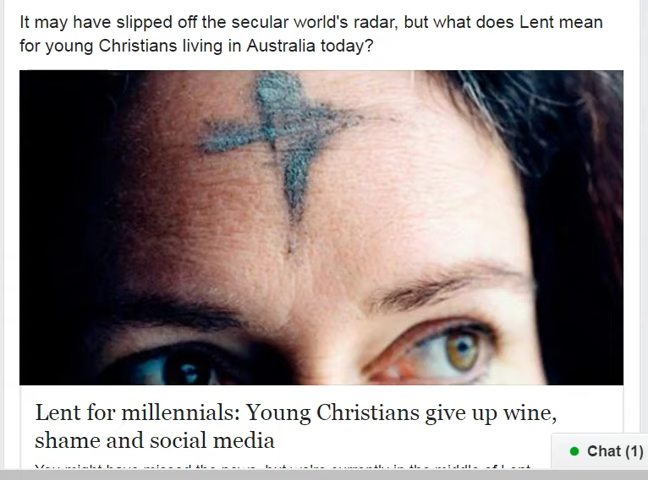 It may have slipped off the secular world's radar, but what does Lent mean
for young Christians living in Australia today?
Lent for millennials: Young Christians give up wine,
shame and social media
Chat (1)